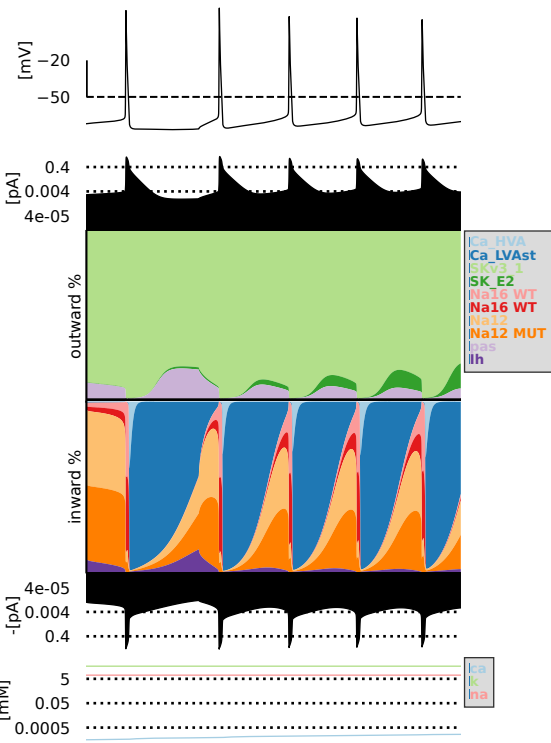 [mV]
−20
−50
[pA]
0.4
0.004
4e-05
outward %
Ca_HVA
Ca_LVAst
SKv3_1
SK_E2
Na16 WT
Na16 WT
Na12
Na12 MUT
pas
Ih
inward %
-[pA]
4e-05
0.004
0.4
[mM]
5
0.05
0.0005
ca
k
na